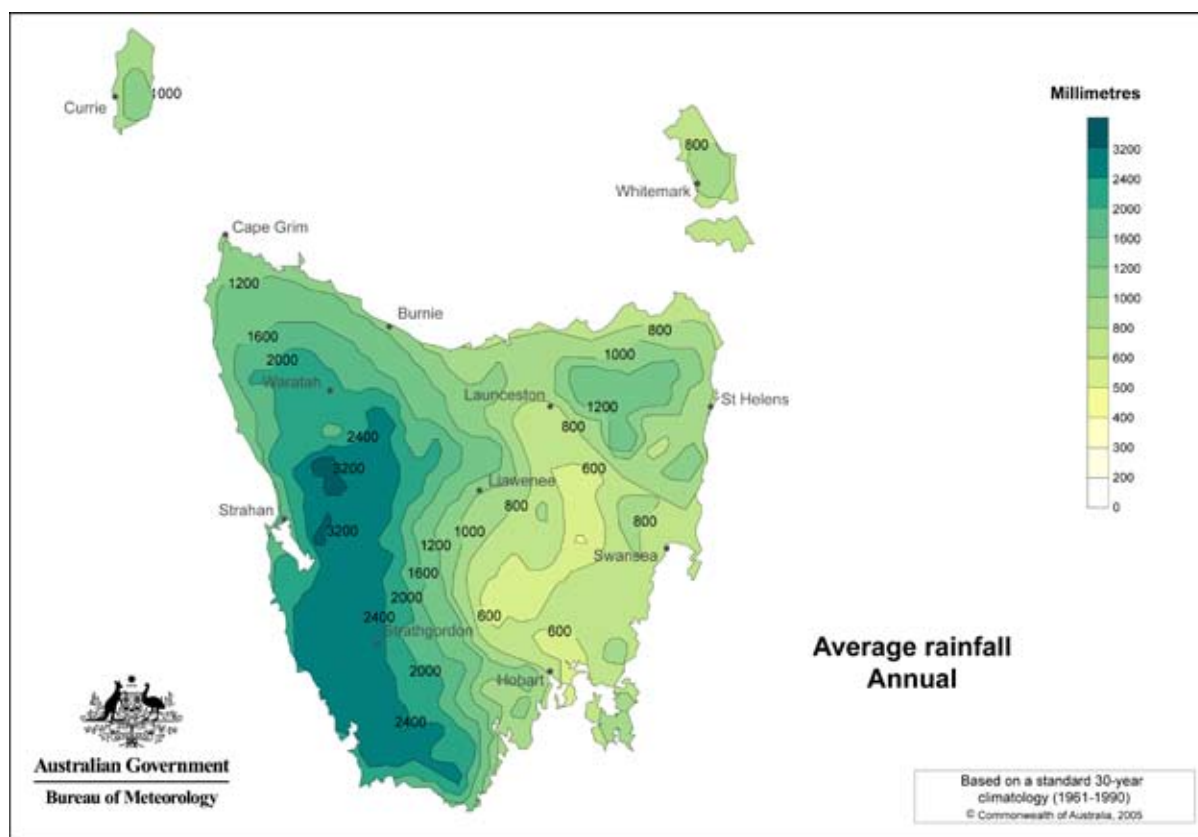 Currie
1000
800
Whitemark
Cape Grim
1200
Burnie
1600
800
2000
1000
Waratah
Launceston
St Helens
1200
2400
800
3200
600
Liawenee
Strahan
800
3200
1000
800
1200
Swansea
1600
2000
2400
600
Strathgordon
600
2000
Hobart
2400
Millimetres
3200
2400
2000
1600
1200
1000
800
600
500
400
300
200
0
Average rainfall
Annual
Australian Government
Bureau of Meteorology
Based on a standard 30-year
climatology (1961-1990)
© Commonwealth of Australia, 2005